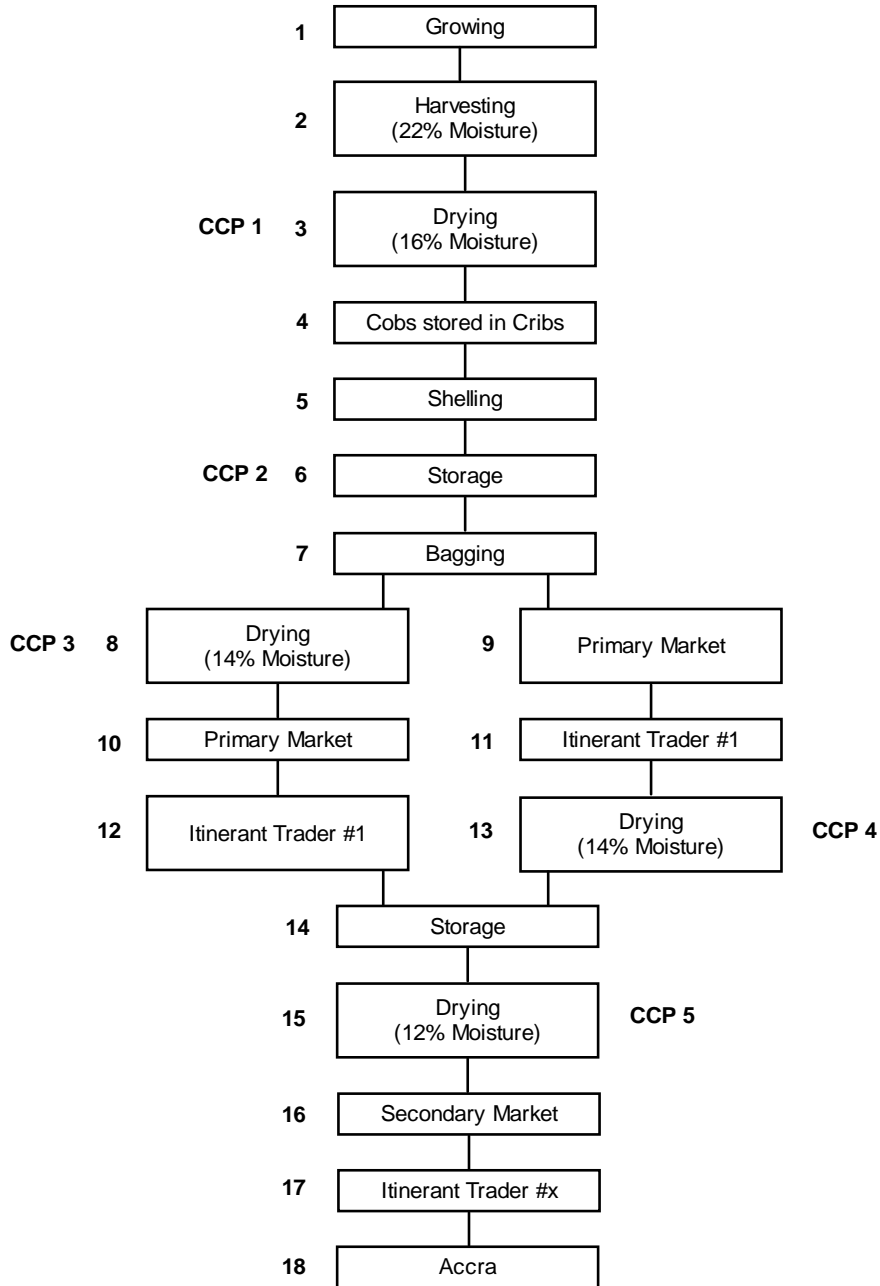 1 Growing
2 Harvesting
(22% Moisture)
CCP 1 3 Drying
(16% Moisture)
4 Cobs stored in Cribs
5 Shelling
CCP 2 6 Storage
7 Bagging
CCP 3 8 Drying
(14% Moisture)
9 Primary Market
10 Primary Market
11 Itinerant Trader #1
12 Itinerant Trader #1
13 Drying
(14% Moisture)
CCP 4
14 Storage
15 Drying
(12% Moisture)
CCP 5
16 Secondary Market
17 Itinerant Trader #x
18 Accra